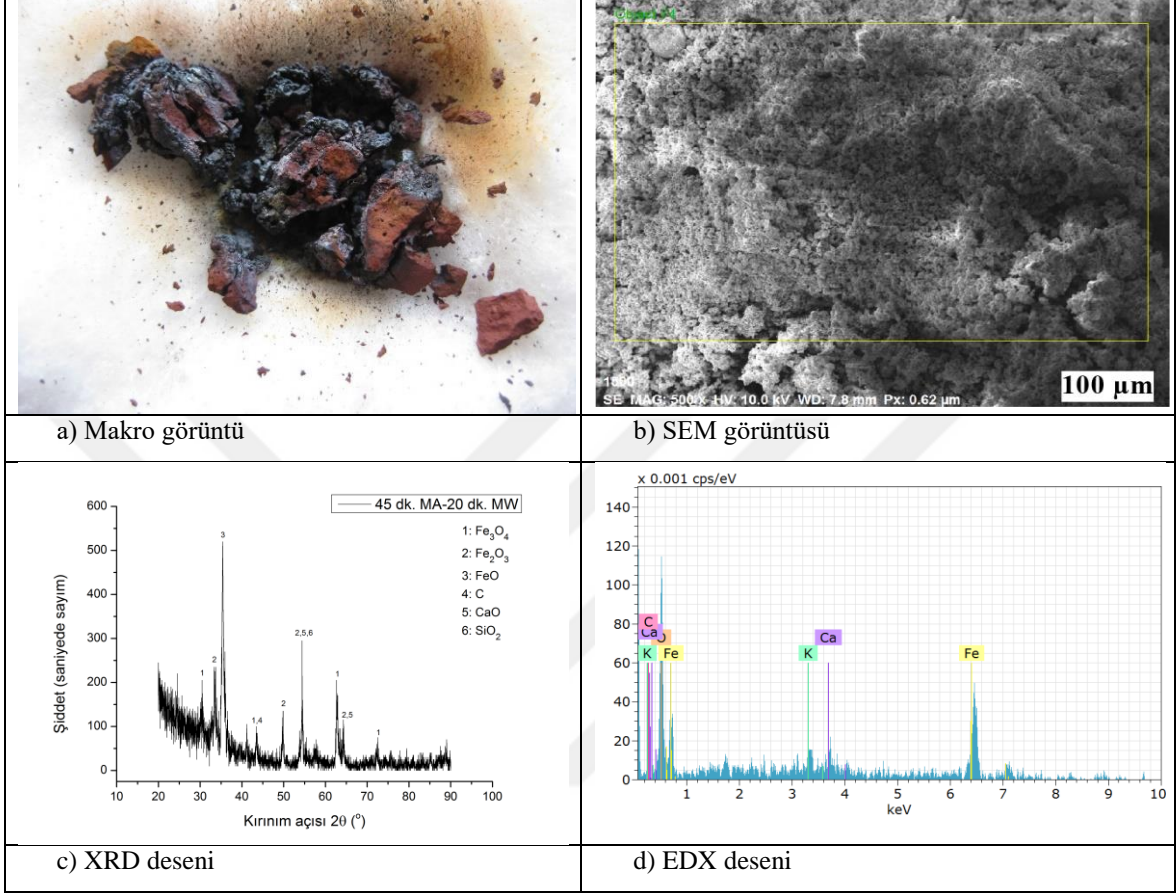 SE MAG: 500 x HV: 10.0 kV WD: 7.8 mm Px: 0.62 µm
100 µm
a) Makro görüntü
b) SEM görüntüsü
45 dk. MA-20 dk. MW
1: Fe₃O₄
2: Fe₂O₃
3: FeO
4: C
5: CaO
6: SiO₂
Şiddet (saniyede sayım)
600
500
400
300
200
100
0
1
2
3
1,4
2
2,5,6
1
2,5
1
10 20 30 40 50 60 70 80 90 100
Kırınım açısı 2θ (°)
x 0.001 cps/eV
140
120
100
80
60
40
20
0
C
Ca
O
K
Fe
K
Ca
Fe
1 2 3 4 5 6 7 8 9 10
keV
c) XRD deseni
d) EDX deseni